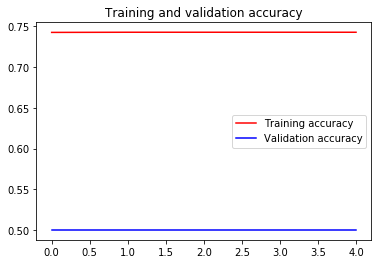 Training and validation accuracy
0.75
0.70
0.65
0.60
0.55
0.50
Training accuracy
Validation accuracy
0.0 0.5 1.0 1.5 2.0 2.5 3.0 3.5 4.0